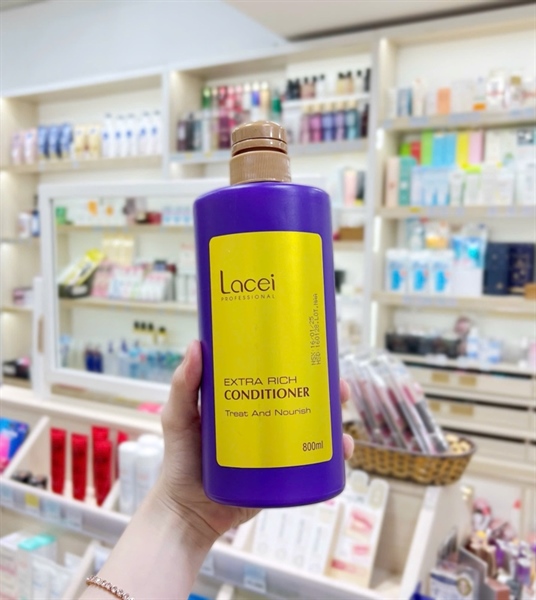 Lacei
PROFESSIONAL
EXTRA RICH
CONDITIONER
Treat And Nourish
800ml